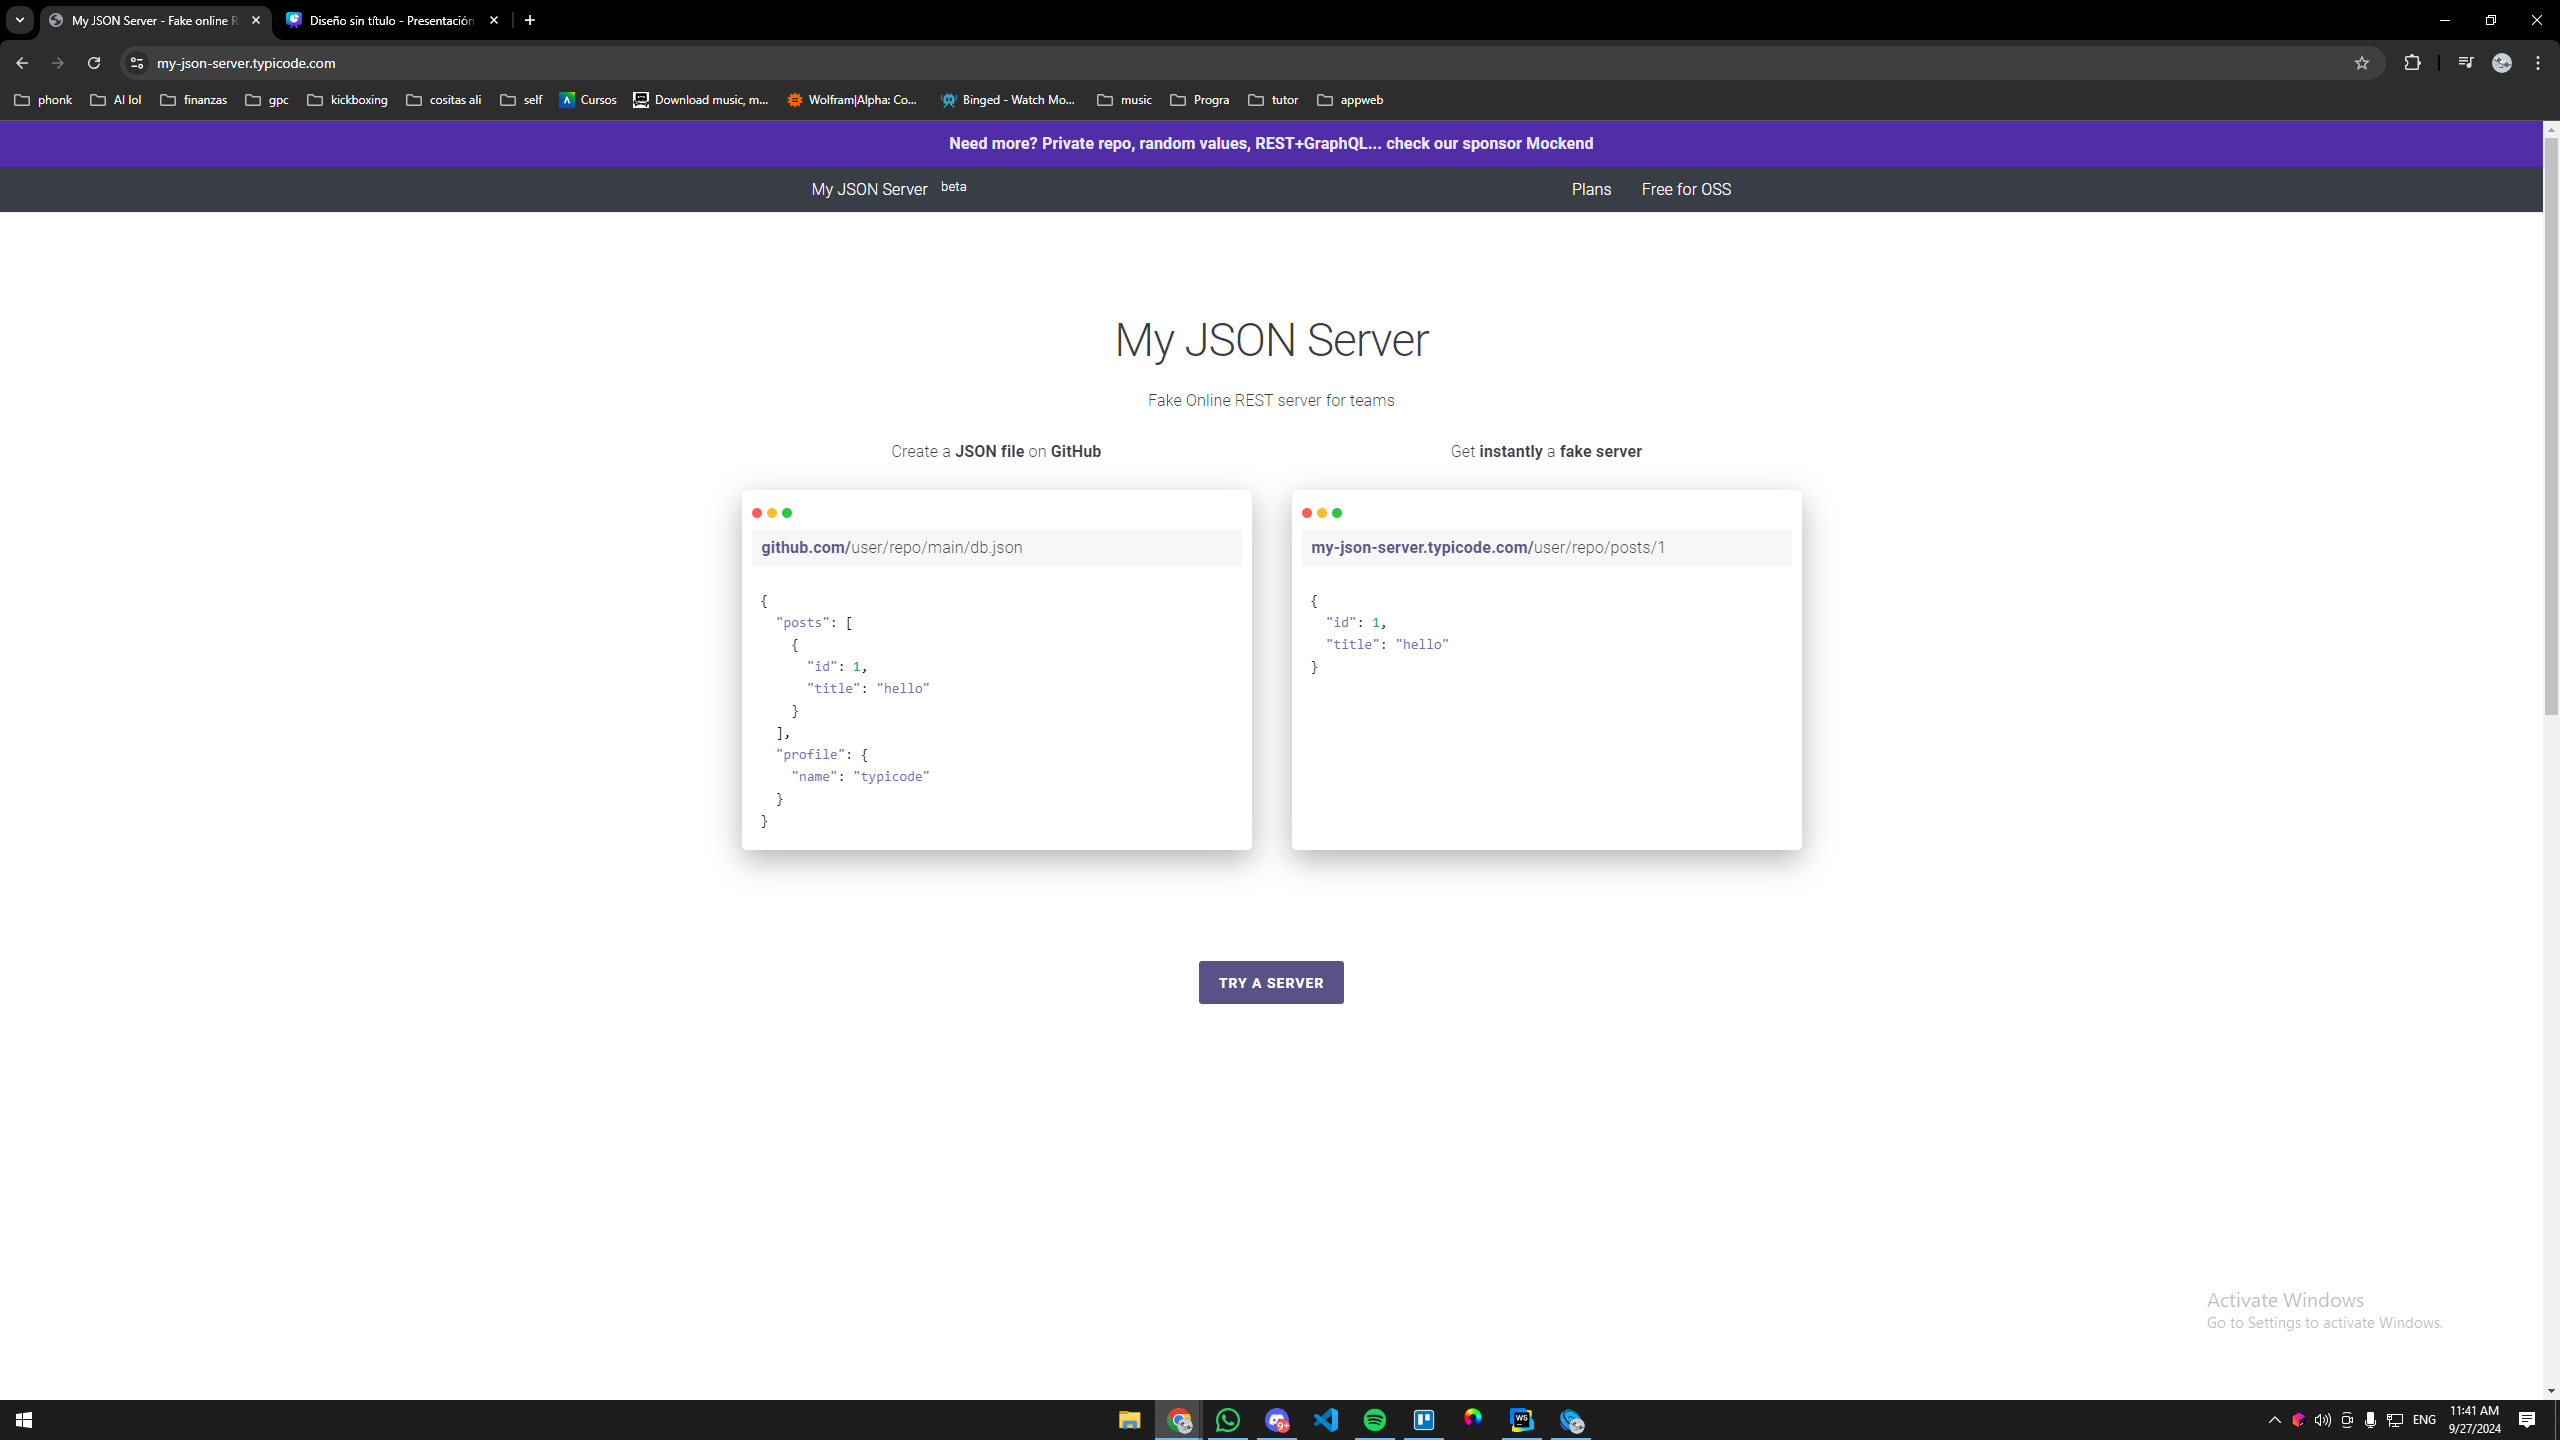 My JSON Server - Fake online R
Diseño sin título - Presentación
my-json-server.typicode.com
phonk AI lol finanzas gpc kickboxing cositas ali self Cursos Download music, m... Wolfram|Alpha: Co... Binged - Watch Mo... music Progra tutor appweb
Need more? Private repo, random values, REST+GraphQL... check our sponsor Mockend
My JSON Server beta Plans Free for OSS
My JSON Server
Fake Online REST server for teams
Create a JSON file on GitHub
github.com/user/repo/main/db.json
{
"posts": [
{
"id": 1,
"title": "hello"
}
],
"profile": {
"name": "typicode"
}
}
Get instantly a fake server
my-json-server.typicode.com/user/repo/posts/1
{
"id": 1,
"title": "hello"
}
TRY A SERVER
Activate Windows
Go to Settings to activate Windows.
9+
WS
ENG
11:41 AM
9/27/2024